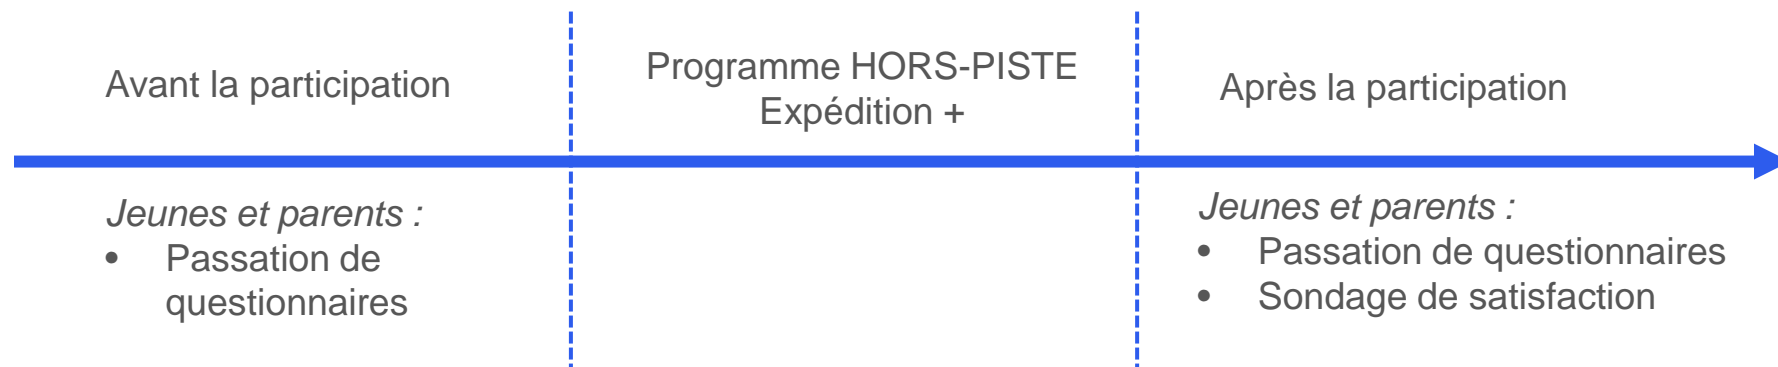 Avant la participation
Programme HORS-PISTE
Expédition +
Après la participation
Jeunes et parents :
• Passation de
questionnaires
Jeunes et parents :
• Passation de questionnaires
• Sondage de satisfaction